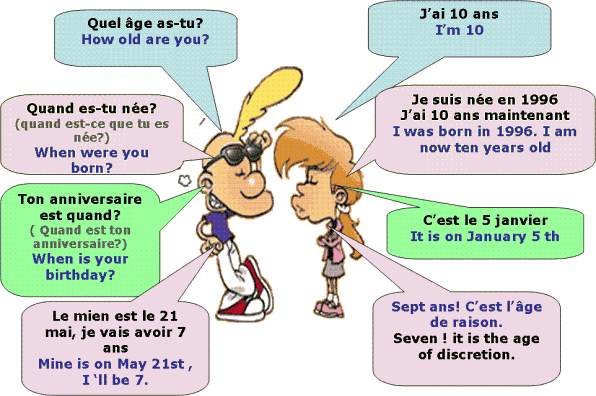 Quel âge as-tu?
How old are you?
J’ai 10 ans
I’m 10
Quand es-tu née?
(quand est-ce que tu es
née?)
When were you
born?
Je suis née en 1996
J’ai 10 ans maintenant
I was born in 1996. I am
now ten years old
Ton anniversaire
est quand?
( Quand est ton
anniversaire?)
When is your
birthday?
C’est le 5 janvier
It is on January 5 th
Le mien est le 21
mai, je vais avoir 7
ans
Mine is on May 21st ,
I ‘ll be 7.
Sept ans! C’est l’âge
de raison.
Seven ! it is the age
of discretion.